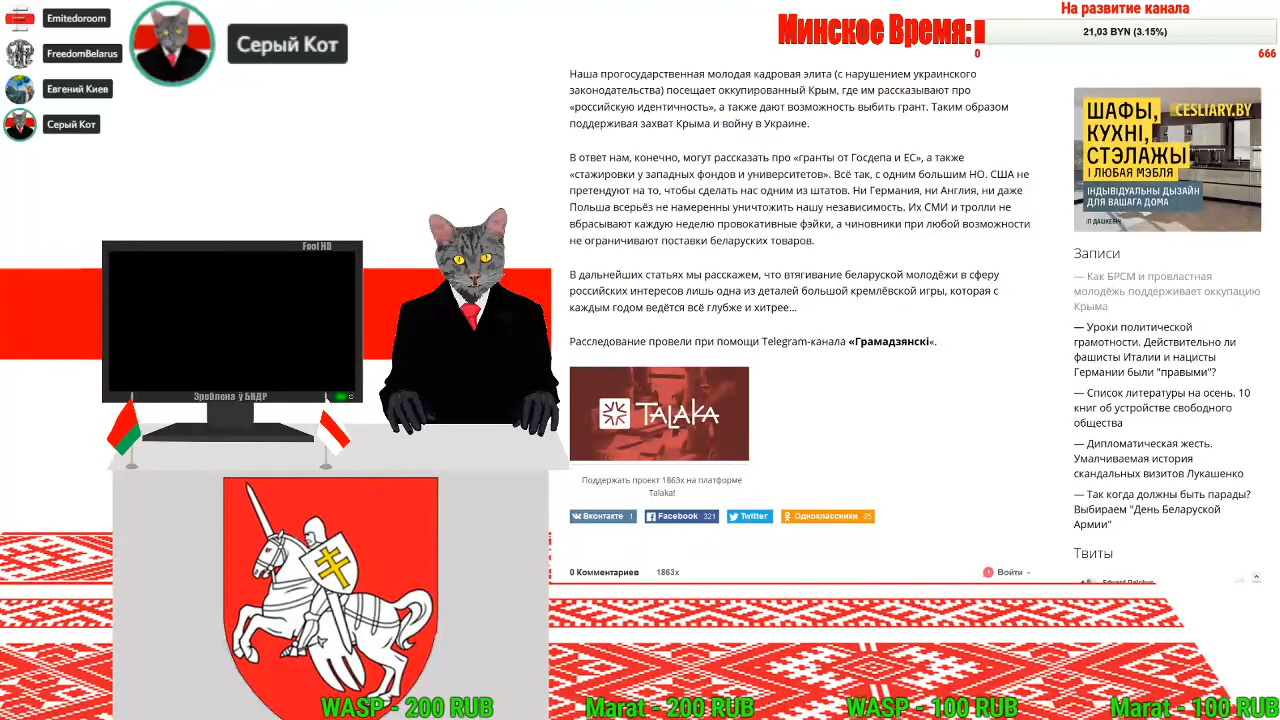 Emitedoroom
FreedomBelarus
Евгений Киев
Серый Кот
Серый Кот
Минское Время:
На развитие канала
21,03 BYN (3.15%)
0
666
Наша прогосударственная молодая кадровая элита (с нарушением украинского
законодательства) посещает оккупированный Крым, где им рассказывают про
«российскую идентичность», а также дают возможность выбить грант. Таким образом
поддерживая захват Крыма и войну в Украине.
В ответ нам, конечно, могут рассказать про «гранты от Госдепа и ЕС», а также
«стажировки у западных фондов и университетов». Всё так, с одним большим НО. США не
претендуют на то, чтобы сделать нас одним из штатов. Ни Германия, ни Англия, ни даже
Польша всерьёз не намеренны уничтожить нашу независимость. Их СМИ и тролли не
вбрасывают каждую неделю провокативные фэйки, а чиновники при любой возможности
не ограничивают поставки беларуских товаров.
В дальнейших статьях мы расскажем, что втягивание беларуской молодёжи в сферу
российских интересов лишь одна из деталей большой кремлёвской игры, которая с
каждым годом ведётся всё глубже и хитрее...
Расследование провели при помощи Telegram-канала «Грамадзянскі«.
TALAKA
Поддержать проект 1863x на платформе
Talaka!
Вконтакте 1
Facebook 321
Twitter
Одноклассники 25
0 Комментариев
1863x
Войти
ШАФЫ,
КУХНІ,
СТЭЛАЖЫ
І ЛЮБАЯ МЭБЛЯ
CESLIARY.BY
ІНДЫВІДУАЛЬНЫ ДЫЗАЙН
ДЛЯ ВАШАГА ДОМА
ІП ДАШКЕВІЧ
Записи
— Как БРСМ и провластная
молодёжь поддерживает оккупацию
Крыма
— Уроки политической
грамотности. Действительно ли
фашисты Италии и нацисты
Германии были "правыми"?
— Список литературы на осень. 10
книг об устройстве свободного
общества
— Дипломатическая жесть.
Умалчиваемая история
скандальных визитов Лукашенко
— Так когда должны быть парады?
Выбираем "День Беларуской
Армии"
Твиты
Fool HD
Зроблена ў БНДР
WASP - 200 RUB
Marat - 200 RUB
WASP - 100 RUB
Marat - 100 RUB